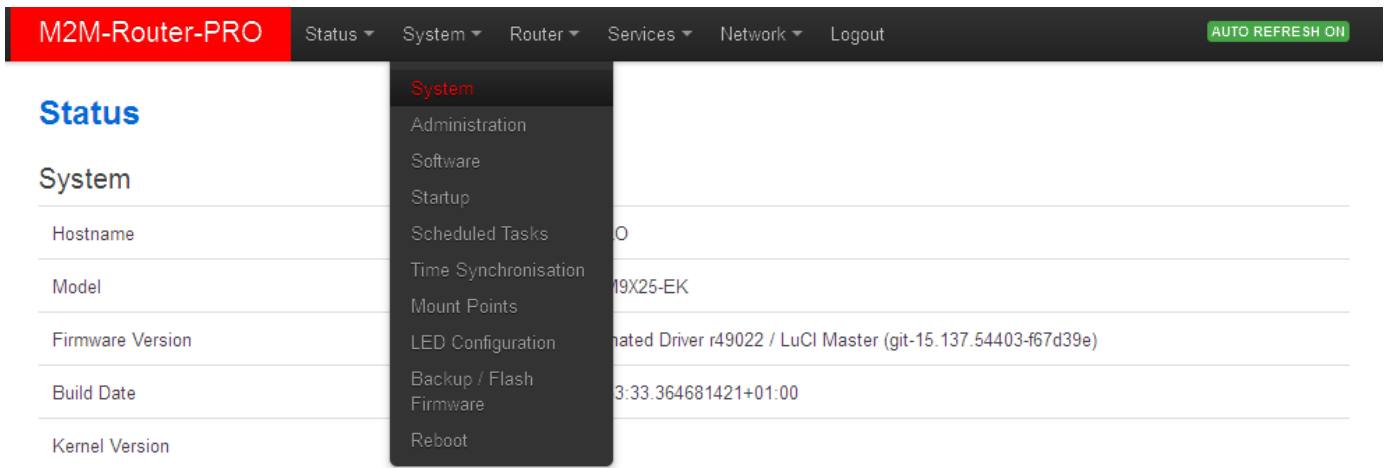 M2M-Router-PRO Status System Router Services Network Logout AUTO REFRESH ON
System
Status
Administration
Software
System
Startup
Hostname
Scheduled Tasks
O
Time Synchronisation
Model
9X25-EK
Mount Points
Firmware Version
LED Configuration
nated Driver r49022 / LuCI Master (git-15.137.54403-f67d39e)
Backup / Flash
Firmware
Build Date
3:33.364681421+01:00
Reboot
Kernel Version